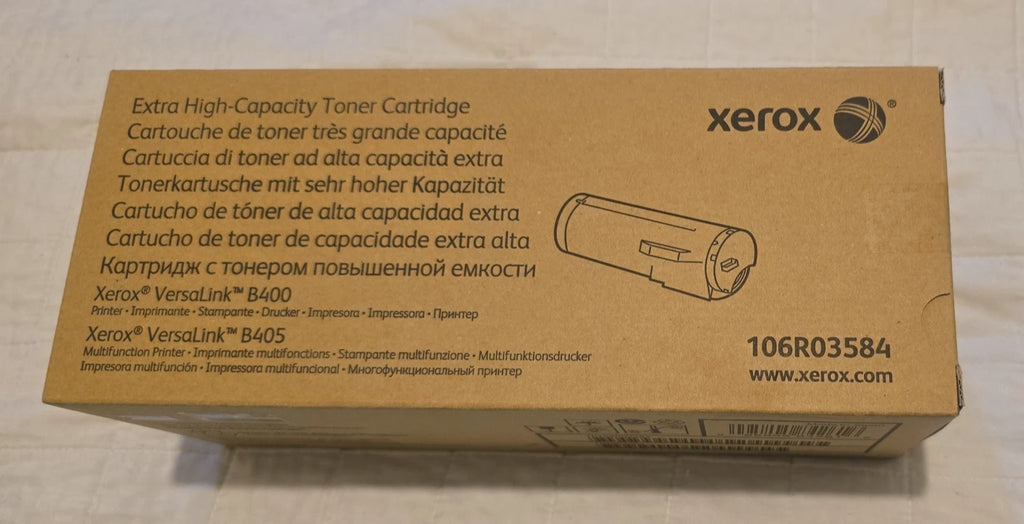 Extra High-Capacity Toner Cartridge
Cartouche de toner très grande capacité
Cartuccia di toner ad alta capacità extra
Tonerkartusche mit sehr hoher Kapazität
Cartucho de tóner de alta capacidad extra
Cartucho de toner de capacidade extra alta
Картридж с тонером повышенной емкости
Xerox® VersaLink™ B400
Printer • Imprimante • Stampante • Drucker • Impresora • Impressora • Принтер
Xerox® VersaLink™ B405
Multifunction Printer • Imprimante multifonctions • Stampante multifunzione • Multifunktionsdrucker
Impresora multifunción • Impressora multifuncional • Многофункциональный принтер
xerox ®
106R03584
www.xerox.com